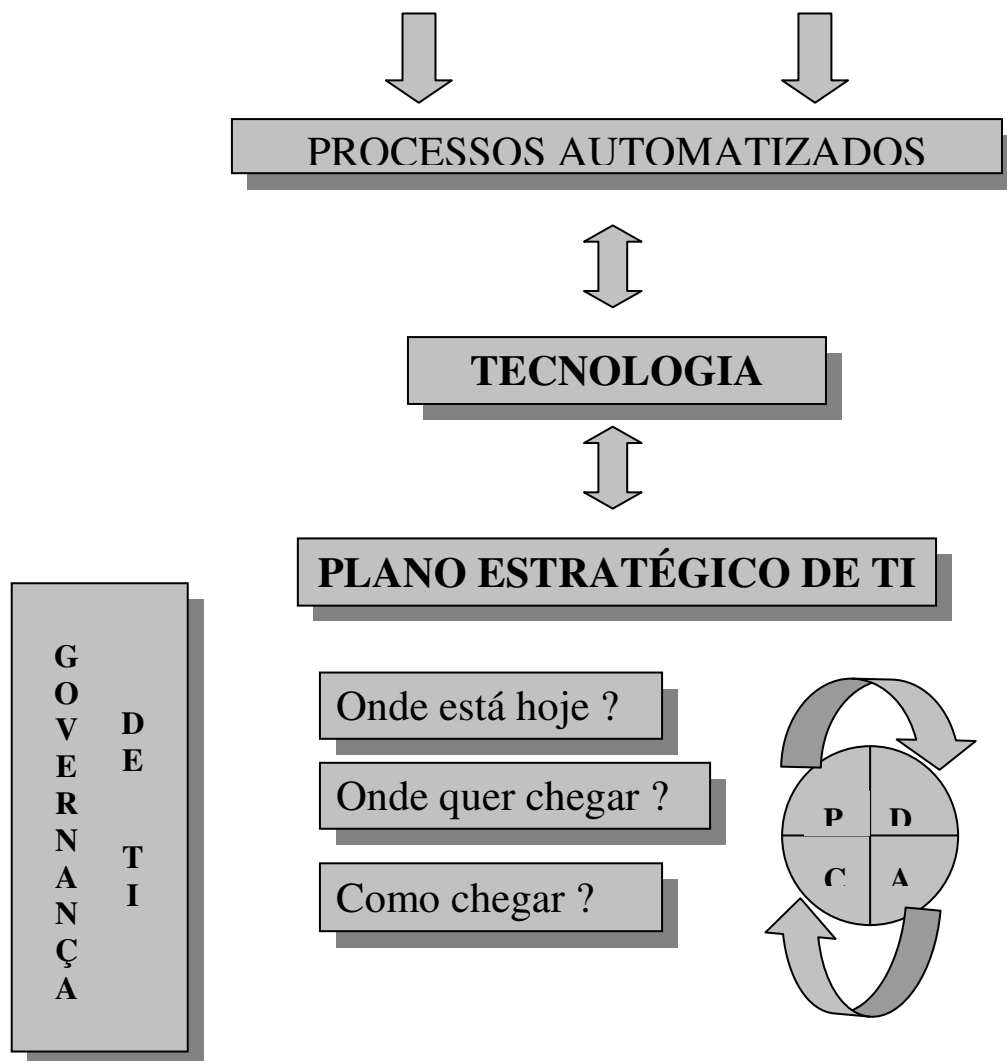 PROCESSOS AUTOMATIZADOS
TECNOLOGIA
PLANO ESTRATÉGICO DE TI
GOVERNANÇA
DE TI
Onde está hoje ?
Onde quer chegar ?
Como chegar ?
P D
C A